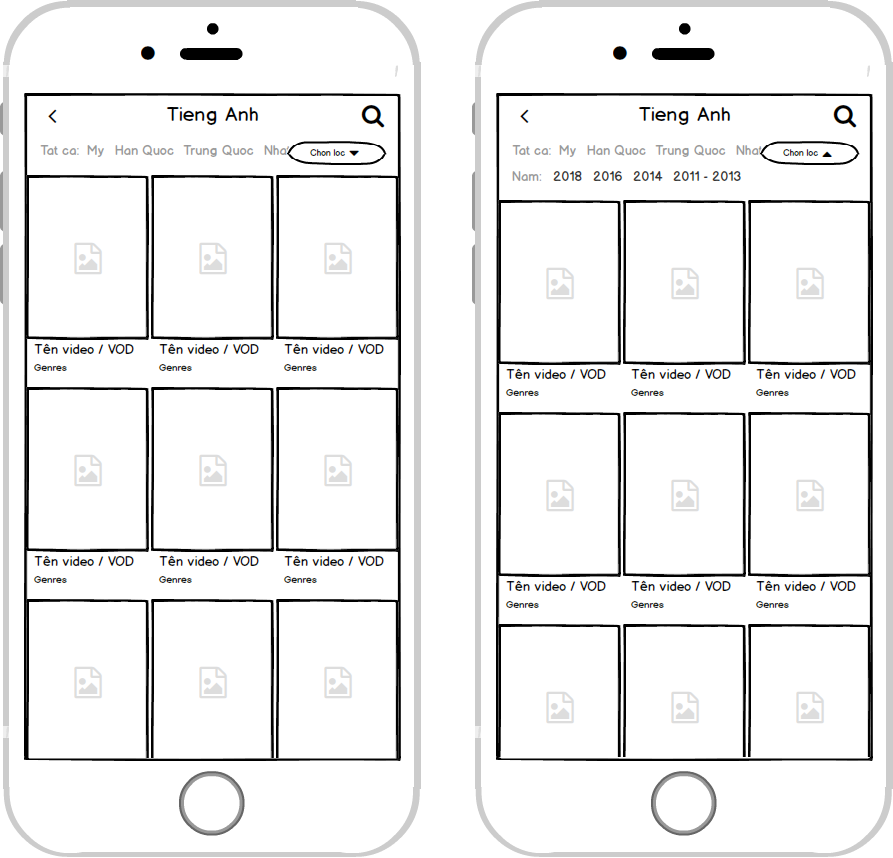 Tieng Anh
Tat ca: My Han Quoc Trung Quoc Nha
Chon loc
Tên video / VOD Tên video / VOD Tên video / VOD
Genres Genres Genres
Tên video / VOD Tên video / VOD Tên video / VOD
Genres Genres Genres
Tieng Anh
Tat ca: My Han Quoc Trung Quoc Nha
Chon loc
Nam: 2018 2016 2014 2011 - 2013
Tên video / VOD Tên video / VOD Tên video / VOD
Genres Genres Genres
Tên video / VOD Tên video / VOD Tên video / VOD
Genres Genres Genres